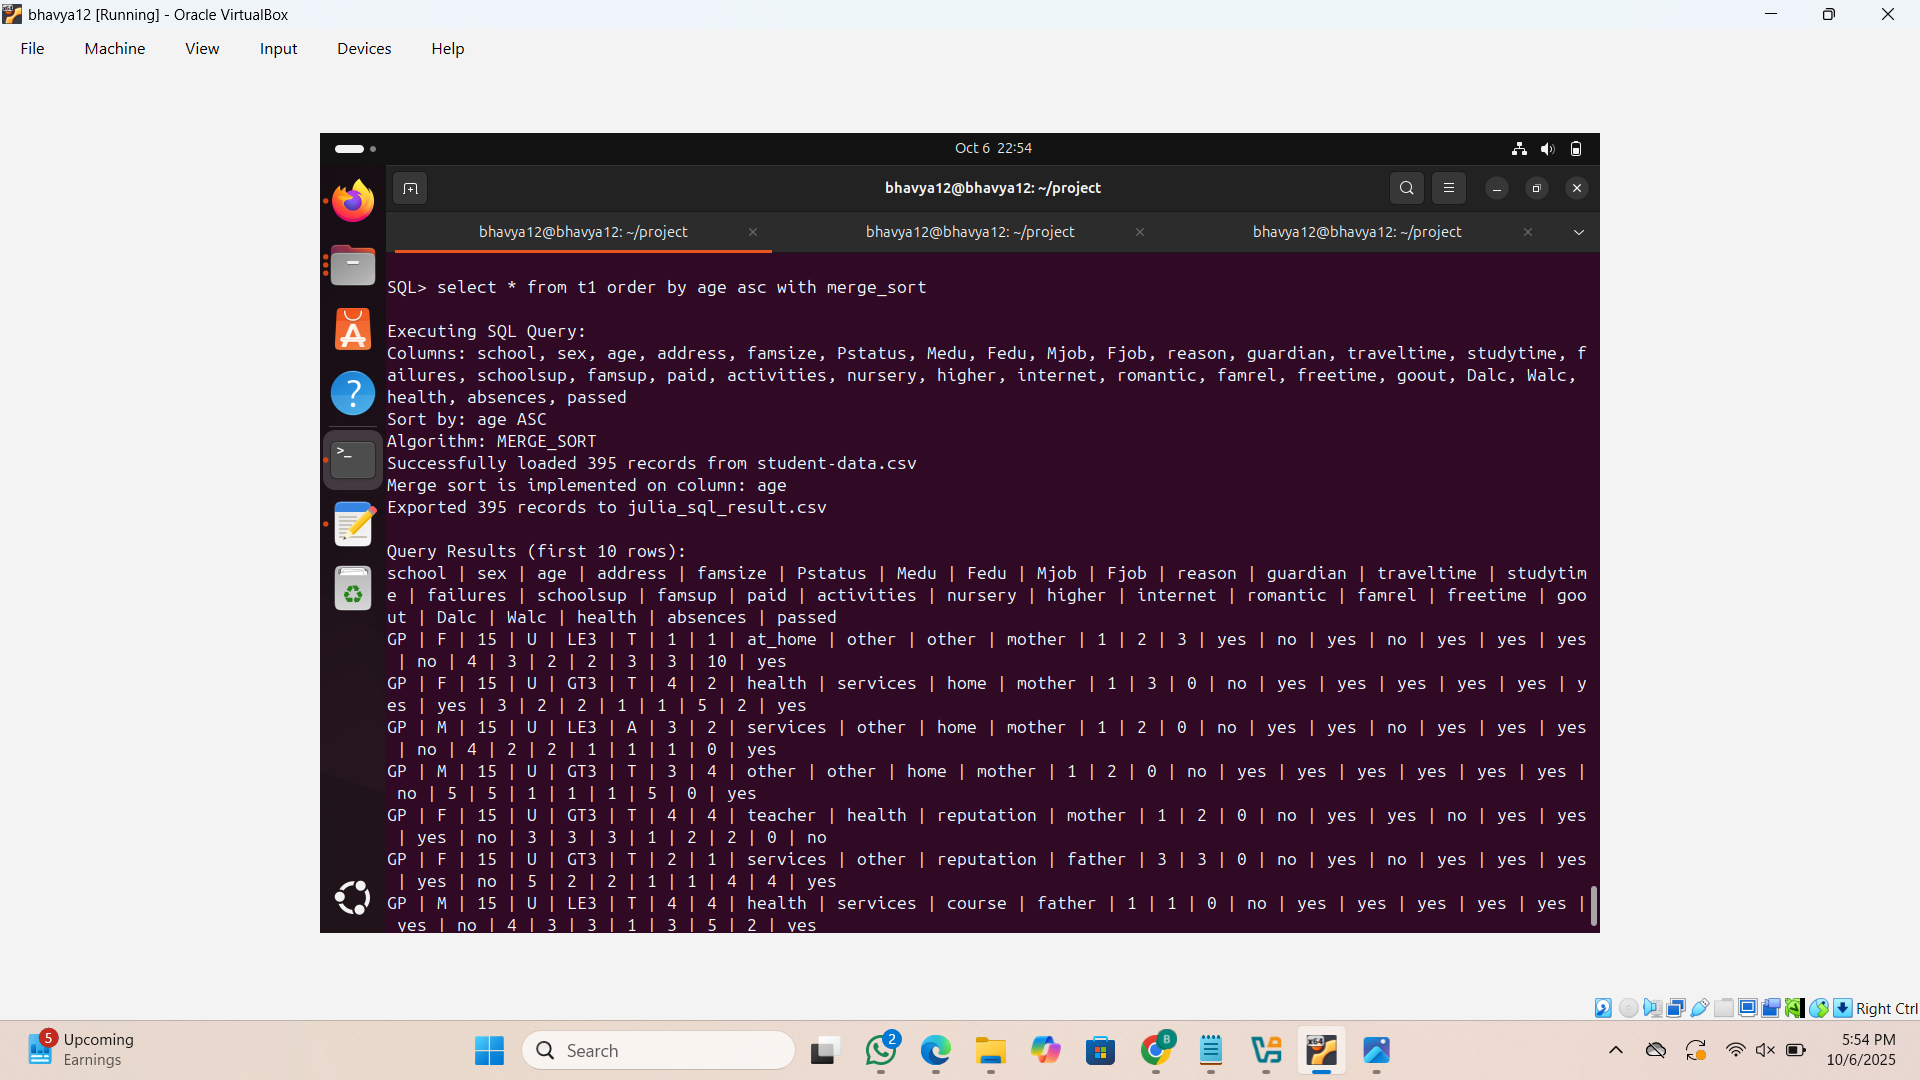 bhavya12 [Running] - Oracle VirtualBox
File Machine View Input Devices Help
Oct 6 22:54
bhavya12@bhavya12: ~/project
bhavya12@bhavya12: ~/project
bhavya12@bhavya12: ~/project
bhavya12@bhavya12: ~/project
SQL> select * from t1 order by age asc with merge_sort
Executing SQL Query:
Columns: school, sex, age, address, famsize, Pstatus, Medu, Fedu, Mjob, Fjob, reason, guardian, traveltime, studytime, f
ailures, schoolsup, famsup, paid, activities, nursery, higher, internet, romantic, famrel, freetime, goout, Dalc, Walc,
health, absences, passed
Sort by: age ASC
Algorithm: MERGE_SORT
Successfully loaded 395 records from student-data.csv
Merge sort is implemented on column: age
Exported 395 records to julia_sql_result.csv
Query Results (first 10 rows):
school | sex | age | address | famsize | Pstatus | Medu | Fedu | Mjob | Fjob | reason | guardian | traveltime | studytim
e | failures | schoolsup | famsup | paid | activities | nursery | higher | internet | romantic | famrel | freetime | goo
ut | Dalc | Walc | health | absences | passed
GP | F | 15 | U | LE3 | T | 1 | 1 | at_home | other | other | mother | 1 | 2 | 3 | yes | no | yes | no | yes | yes | yes
| no | 4 | 3 | 2 | 2 | 3 | 3 | 10 | yes
GP | F | 15 | U | GT3 | T | 4 | 2 | health | services | home | mother | 1 | 3 | 0 | no | yes | yes | yes | yes | yes | y
es | yes | 3 | 2 | 2 | 1 | 1 | 5 | 2 | yes
GP | M | 15 | U | LE3 | A | 3 | 2 | services | other | home | mother | 1 | 2 | 0 | no | yes | yes | no | yes | yes | yes
| no | 4 | 2 | 2 | 1 | 1 | 1 | 0 | yes
GP | M | 15 | U | GT3 | T | 3 | 4 | other | other | home | mother | 1 | 2 | 0 | no | yes | yes | yes | yes | yes | yes |
no | 5 | 5 | 1 | 1 | 1 | 5 | 0 | yes
GP | F | 15 | U | GT3 | T | 4 | 4 | teacher | health | reputation | mother | 1 | 2 | 0 | no | yes | yes | no | yes | yes
| yes | no | 3 | 3 | 3 | 1 | 2 | 2 | 0 | no
GP | F | 15 | U | GT3 | T | 2 | 1 | services | other | reputation | father | 3 | 3 | 0 | no | yes | no | yes | yes | yes
| yes | no | 5 | 2 | 2 | 1 | 1 | 4 | 4 | yes
GP | M | 15 | U | LE3 | T | 4 | 4 | health | services | course | father | 1 | 1 | 0 | no | yes | yes | yes | yes | yes |
yes | no | 4 | 3 | 3 | 1 | 3 | 5 | 2 | yes
Right Ctrl
5
Upcoming
Earnings
Search
2
B
x64
5:54 PM
10/6/2025